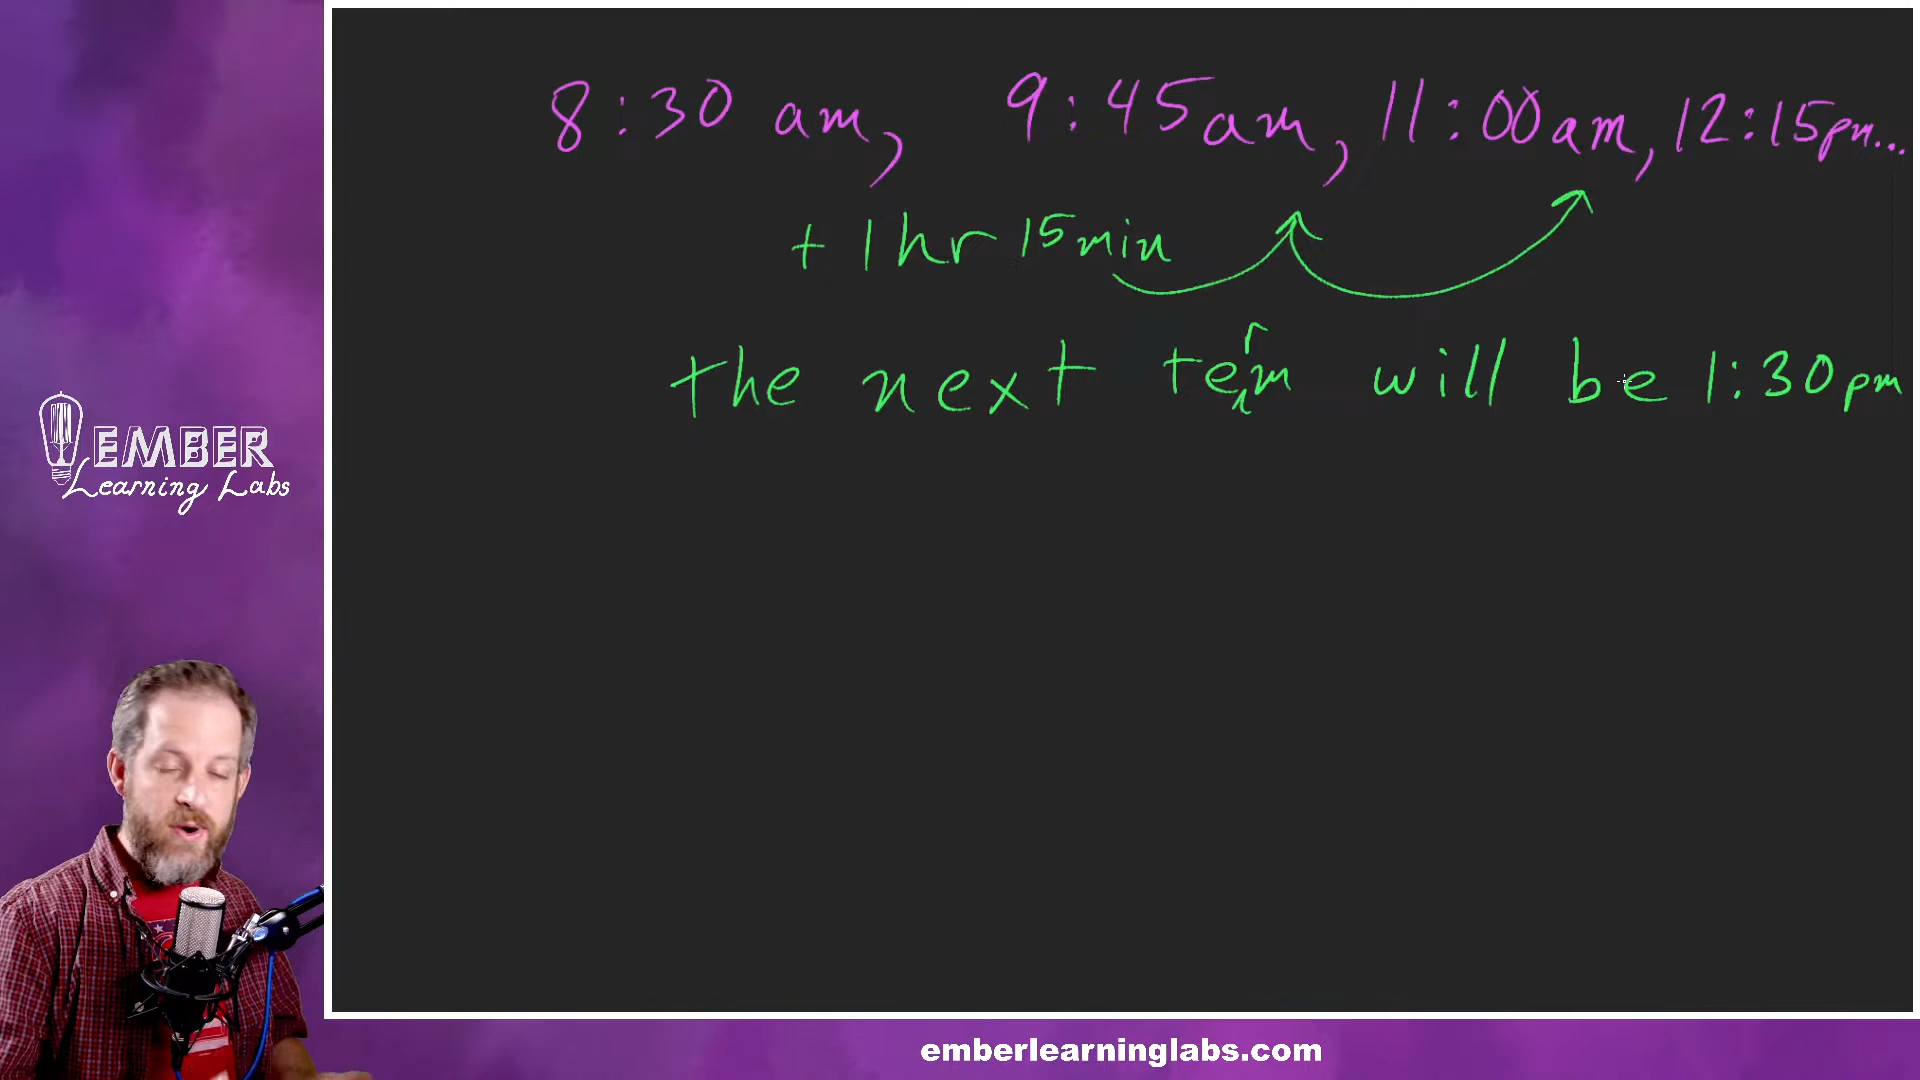 8:30 am, 9:45am, 11:00am, 12:15pm...
+ 1hr 15min
the next term will be 1:30pm
EMBER
Learning Labs
emberlearninglabs.com